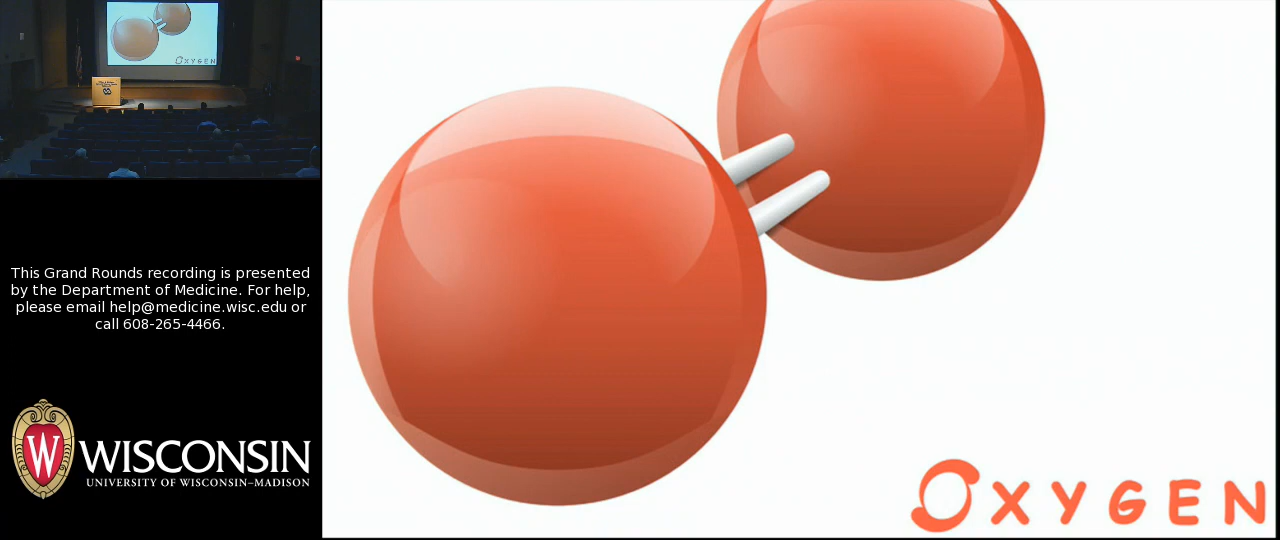 This Grand Rounds recording is presented
by the Department of Medicine. For help,
please email help@medicine.wisc.edu or
call 608-265-4466.
W WISCONSIN
UNIVERSITY OF WISCONSIN–MADISON
OXYGEN
OXYGEN